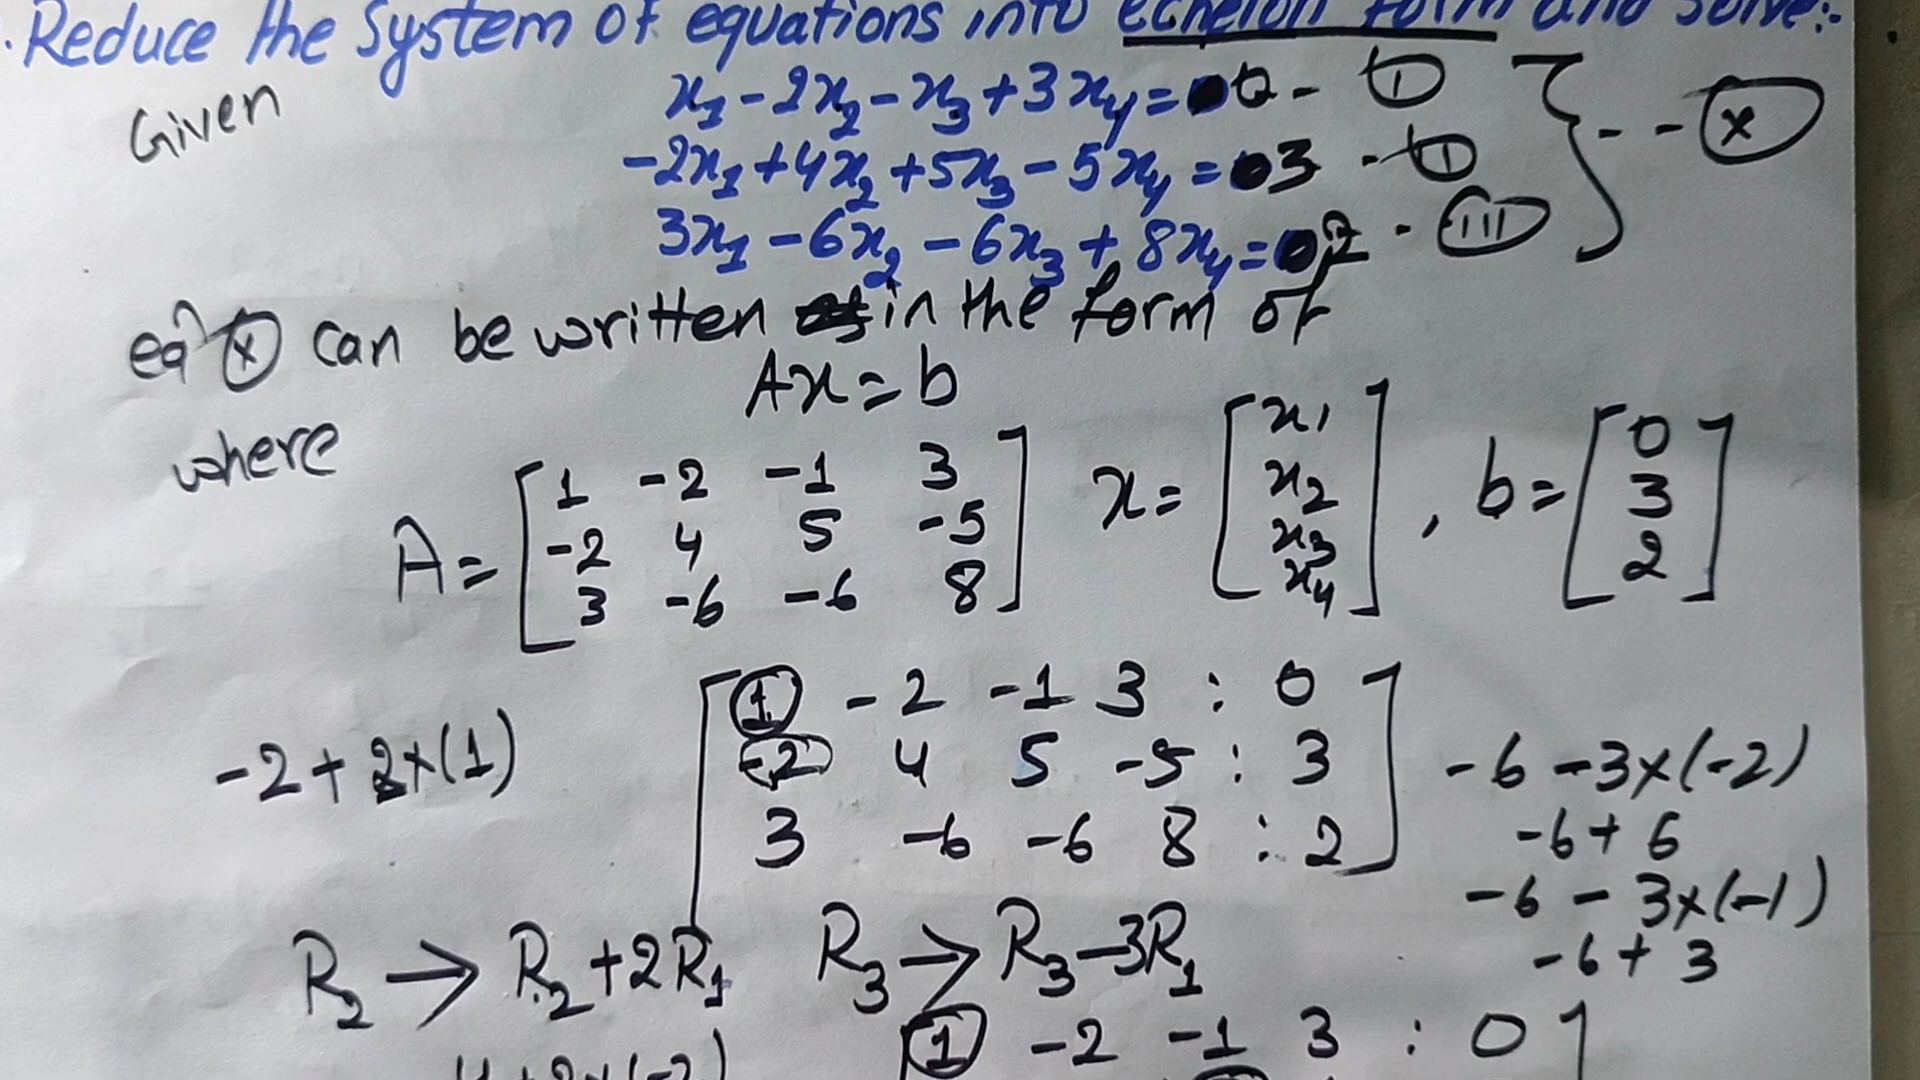 Reduce the System of equations into echelon form and solve:-
Given
x₁ - 2x₂ - x₃ + 3x₄ = 0 - I
-2x₁ + 4x₂ + 5x₃ - 5x₄ = 3 -
3x₁ - 6x₂ - 6x₃ + 8x₄ = 2 - III
} - - x
eqⁿ x can be written in the form of
Ax = b
where
A = [1 -2 -1 3
-2 4 5 -5
3 -6 -6 8]
x = [x₁
x₂
x₃
x₄]
, b = [0
3
2]
[1 -2 -1 3 : 0
-2 4 5 -5 : 3
3 -6 -6 8 : 2]
-2 + 2×(1)
-6 - 3×(-2)
-6 + 6
-6 - 3×(-1)
-6 + 3
R₂ → R₂ + 2R₁ R₃ → R₃ - 3R₁
[1 -2 -1 3 : 0]